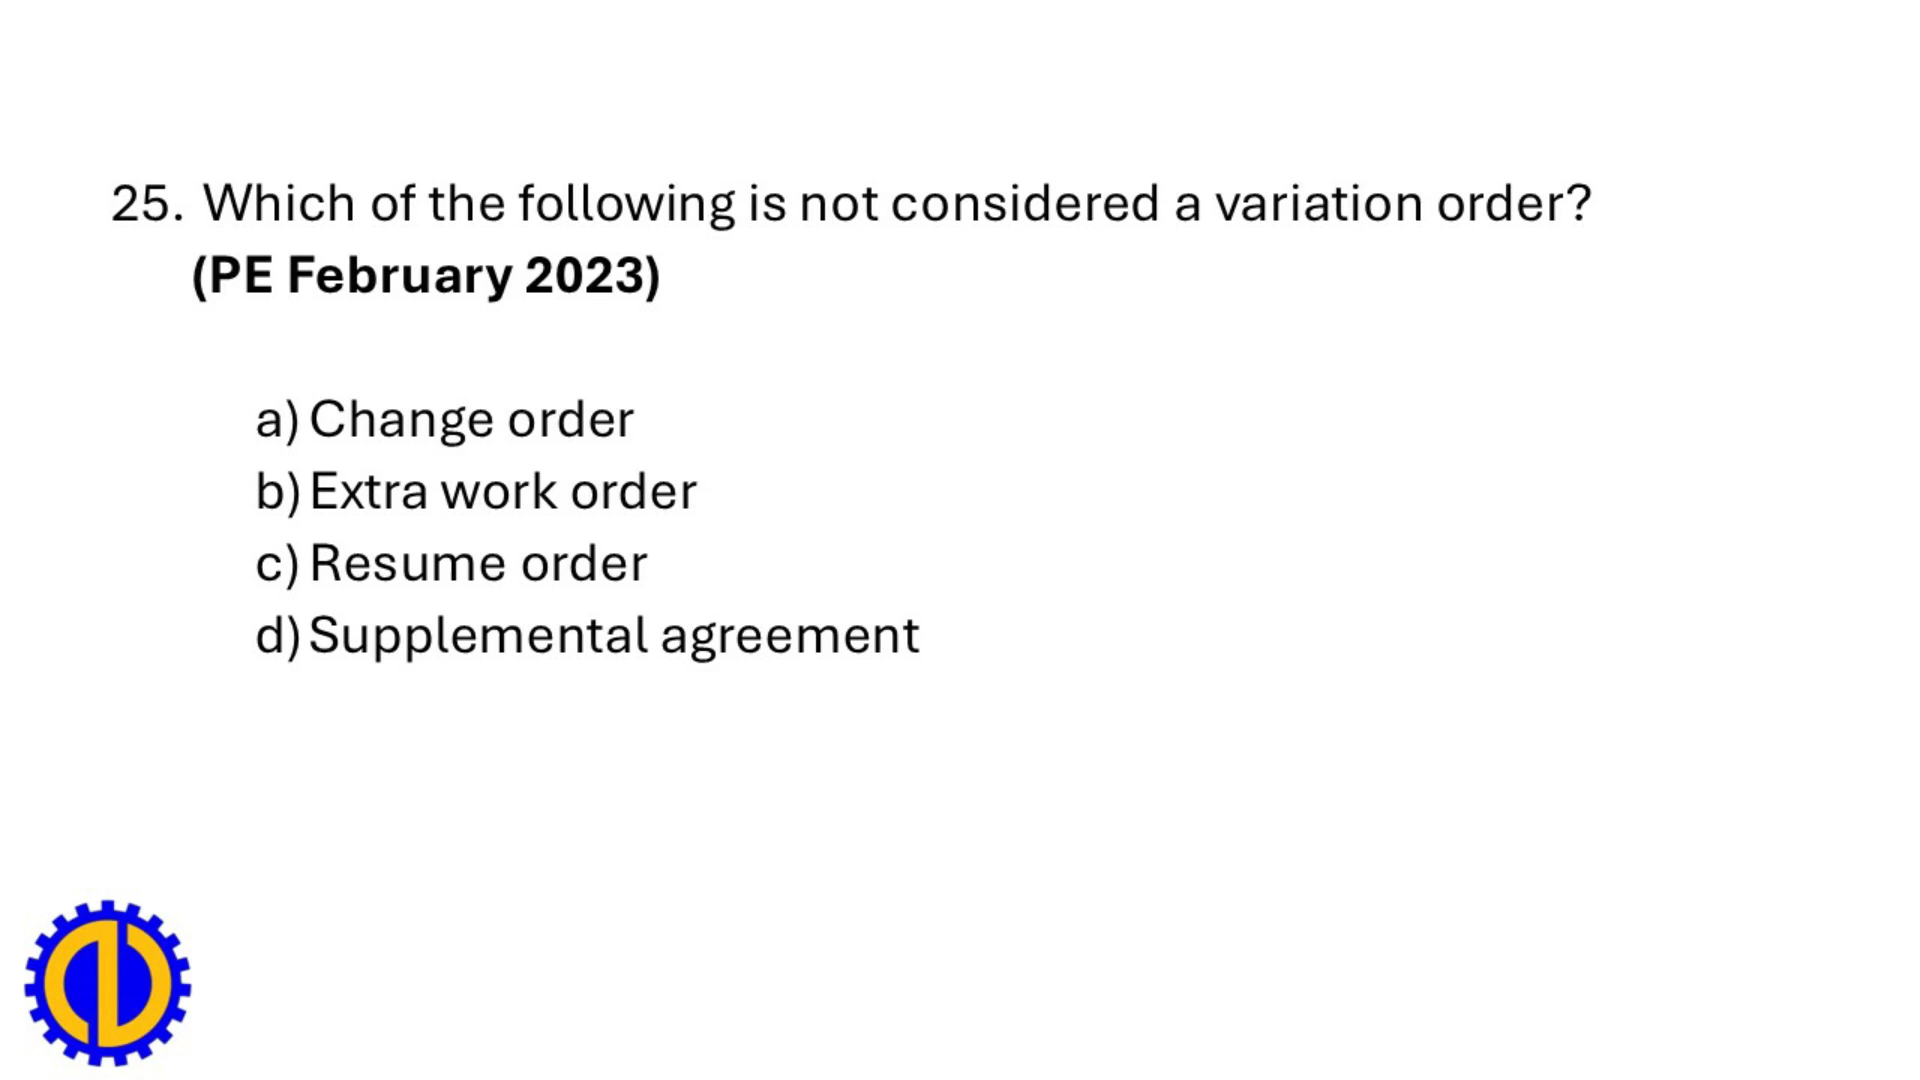 25. Which of the following is not considered a variation order?
(PE February 2023)
a) Change order
b) Extra work order
c) Resume order
d) Supplemental agreement